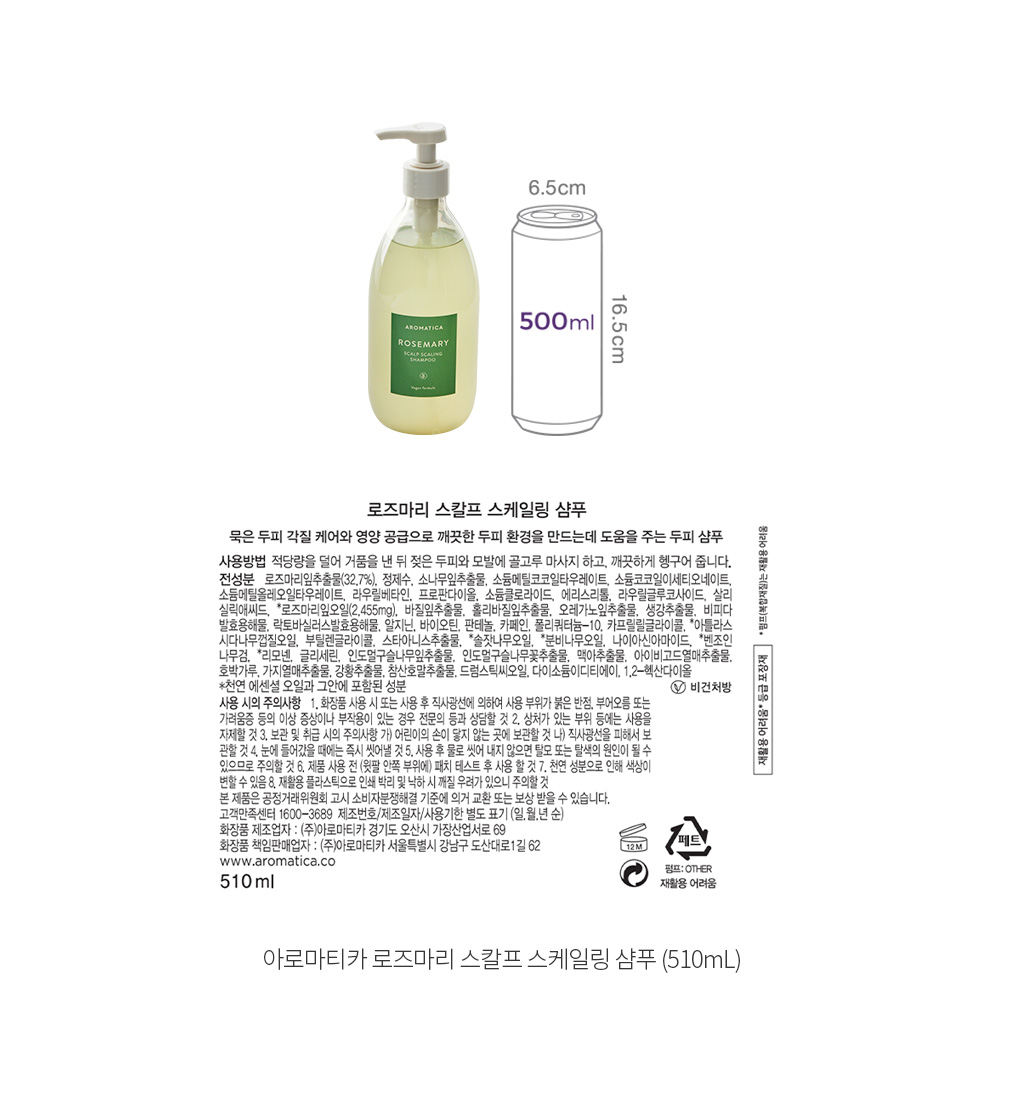 6.5cm
500ml
16.5cm
AROMATICA
ROSEMARY
SCALP SCALING
SHAMPOO
Vegan formula
로즈마리 스칼프 스케일링 샴푸
묵은 두피 각질 케어와 영양 공급으로 깨끗한 두피 환경을 만드는데 도움을 주는 두피 샴푸
사용방법 적당량을 덜어 거품을 낸 뒤 젖은 두피와 모발에 골고루 마사지 하고, 깨끗하게 헹구어 줍니다.
전성분 로즈마리잎추출물(32.7%), 정제수, 소나무잎추출물, 소듐메틸코코일타우레이트, 소듐코코일이세티오네이트,
소듐메틸올레오일타우레이트, 라우릴베타인, 프로판다이올, 소듐클로라이드, 에리스리톨, 라우릴글루코사이드, 살리
실릭애씨드, *로즈마리잎오일(2,455mg), 바질잎추출물, 홀리바질잎추출물, 오레가노잎추출물, 생강추출물, 비피다
발효용해물, 락토바실러스발효용해물, 알지닌, 바이오틴, 판테놀, 카페인, 폴리쿼터늄-10, 카프릴릴글라이콜, *아틀라스
시다나무껍질오일, 부틸렌글라이콜, 스타아니스추출물, *솔잣나무오일, *분비나무오일, 나이아신아마이드, *벤조인
나무검, *리모넨, 글리세린, 인도멀구슬나무잎추출물, 인도멀구슬나무꽃추출물, 맥아추출물, 아이비고드열매추출물,
호박가루, 가지열매추출물, 강황추출물, 참산호말추출물, 드럼스틱씨오일, 다이소듐이디티에이, 1,2-헥산다이올
*천연 에센셜 오일과 그안에 포함된 성분
비건처방
사용 시의 주의사항 1. 화장품 사용 시 또는 사용 후 직사광선에 의하여 사용 부위가 붉은 반점, 부어오름 또는
가려움증 등의 이상 증상이나 부작용이 있는 경우 전문의 등과 상담할 것 2. 상처가 있는 부위 등에는 사용을
자제할 것 3. 보관 및 취급 시의 주의사항 가) 어린이의 손이 닿지 않는 곳에 보관할 것 나) 직사광선을 피해서 보
관할 것 4. 눈에 들어갔을 때에는 즉시 씻어낼 것 5. 사용 후 물로 씻어 내지 않으면 탈모 또는 탈색의 원인이 될 수
있으므로 주의할 것 6. 제품 사용 전 (윗팔 안쪽 부위에) 패치 테스트 후 사용 할 것 7. 천연 성분으로 인해 색상이
변할 수 있음 8. 재활용 플라스틱으로 인쇄 박리 및 낙하 시 깨질 우려가 있으니 주의할 것
본 제품은 공정거래위원회 고시 소비자분쟁해결 기준에 의거 교환 또는 보상 받을 수 있습니다.
고객만족센터 1600-3689 제조번호/제조일자/사용기한 별도 표기 (일.월.년 순)
화장품 제조업자 : (주)아로마티카 경기도 오산시 가장산업서로 69
화장품 책임판매업자 : (주)아로마티카 서울특별시 강남구 도산대로1길 62
www.aromatica.co
510ml
12M
페트
펌프: OTHER
재활용 어려움
재활용 어려움* 등급 포장재
아로마티카 로즈마리 스칼프 스케일링 샴푸 (510mL)